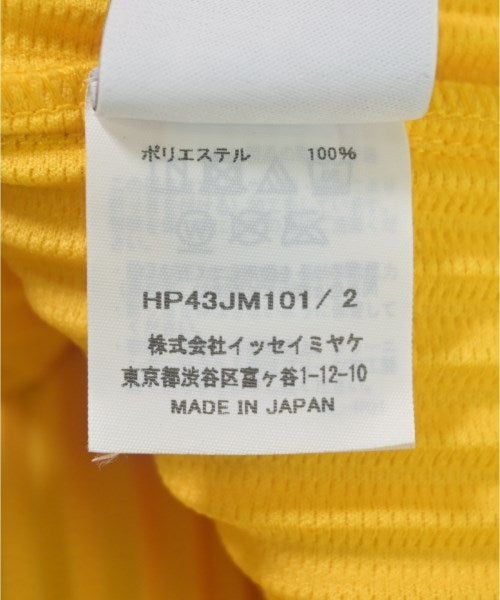 ポリエステル 100%
HP43JM101/ 2
株式会社イッセイミヤケ
東京都渋谷区富ヶ谷1-12-10
MADE IN JAPAN